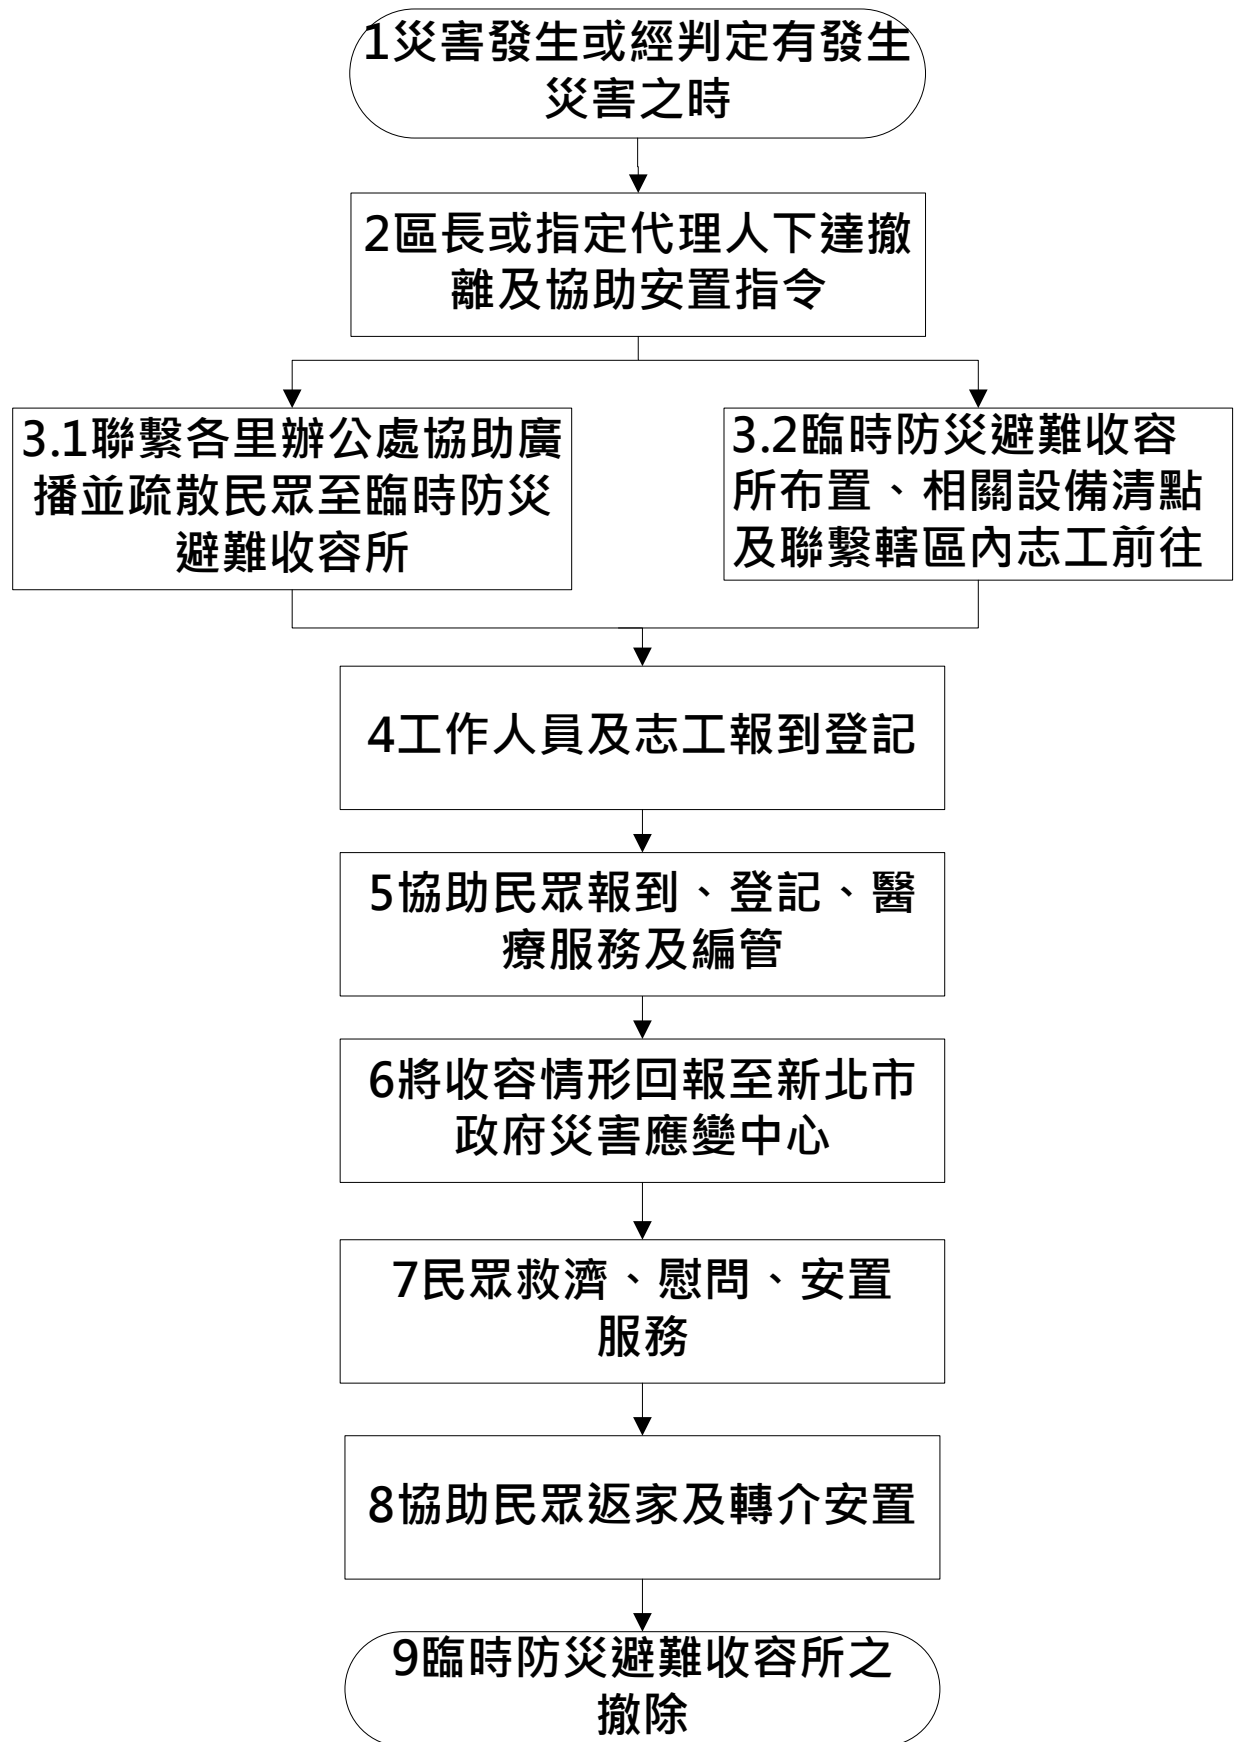 1災害發生或經判定有發生
災害之時
2區長或指定代理人下達撤
離及協助安置指令
3.1聯繫各里辦公處協助廣
播並疏散民眾至臨時防災
避難收容所
3.2臨時防災避難收容
所布置、相關設備清點
及聯繫轄區內志工前往
4工作人員及志工報到登記
5協助民眾報到、登記、醫
療服務及編管
6將收容情形回報至新北市
政府災害應變中心
7民眾救濟、慰問、安置
服務
8協助民眾返家及轉介安置
9臨時防災避難收容所之
撤除